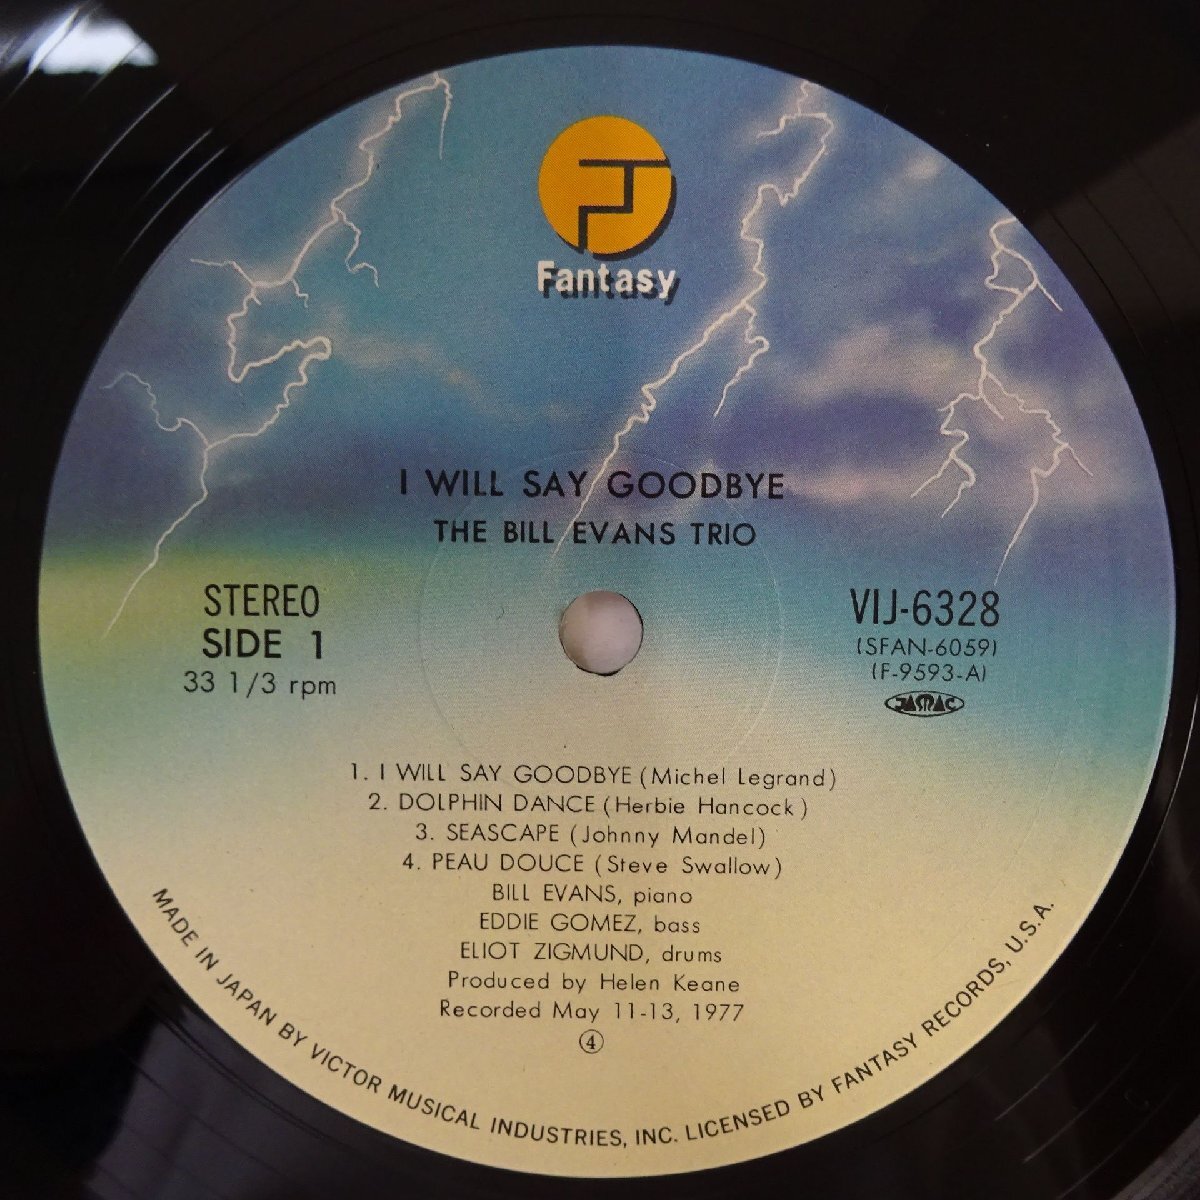 Fantasy
I WILL SAY GOODBYE
THE BILL EVANS TRIO
STEREO
SIDE 1
33 1/3 rpm
VIJ-6328
(SFAN-6059)
(F-9593-A)
JASRAC
1. I WILL SAY GOODBYE (Michel Legrand)
2. DOLPHIN DANCE (Herbie Hancock)
3. SEASCAPE (Johnny Mandel)
4. PEAU DOUCE (Steve Swallow)
BILL EVANS, piano
EDDIE GOMEZ, bass
ELIOT ZIGMUND, drums
Produced by Helen Keane
Recorded May 11-13, 1977
④
MADE IN JAPAN BY VICTOR MUSICAL INDUSTRIES, INC. LICENSED BY FANTASY RECORDS, U.S.A.